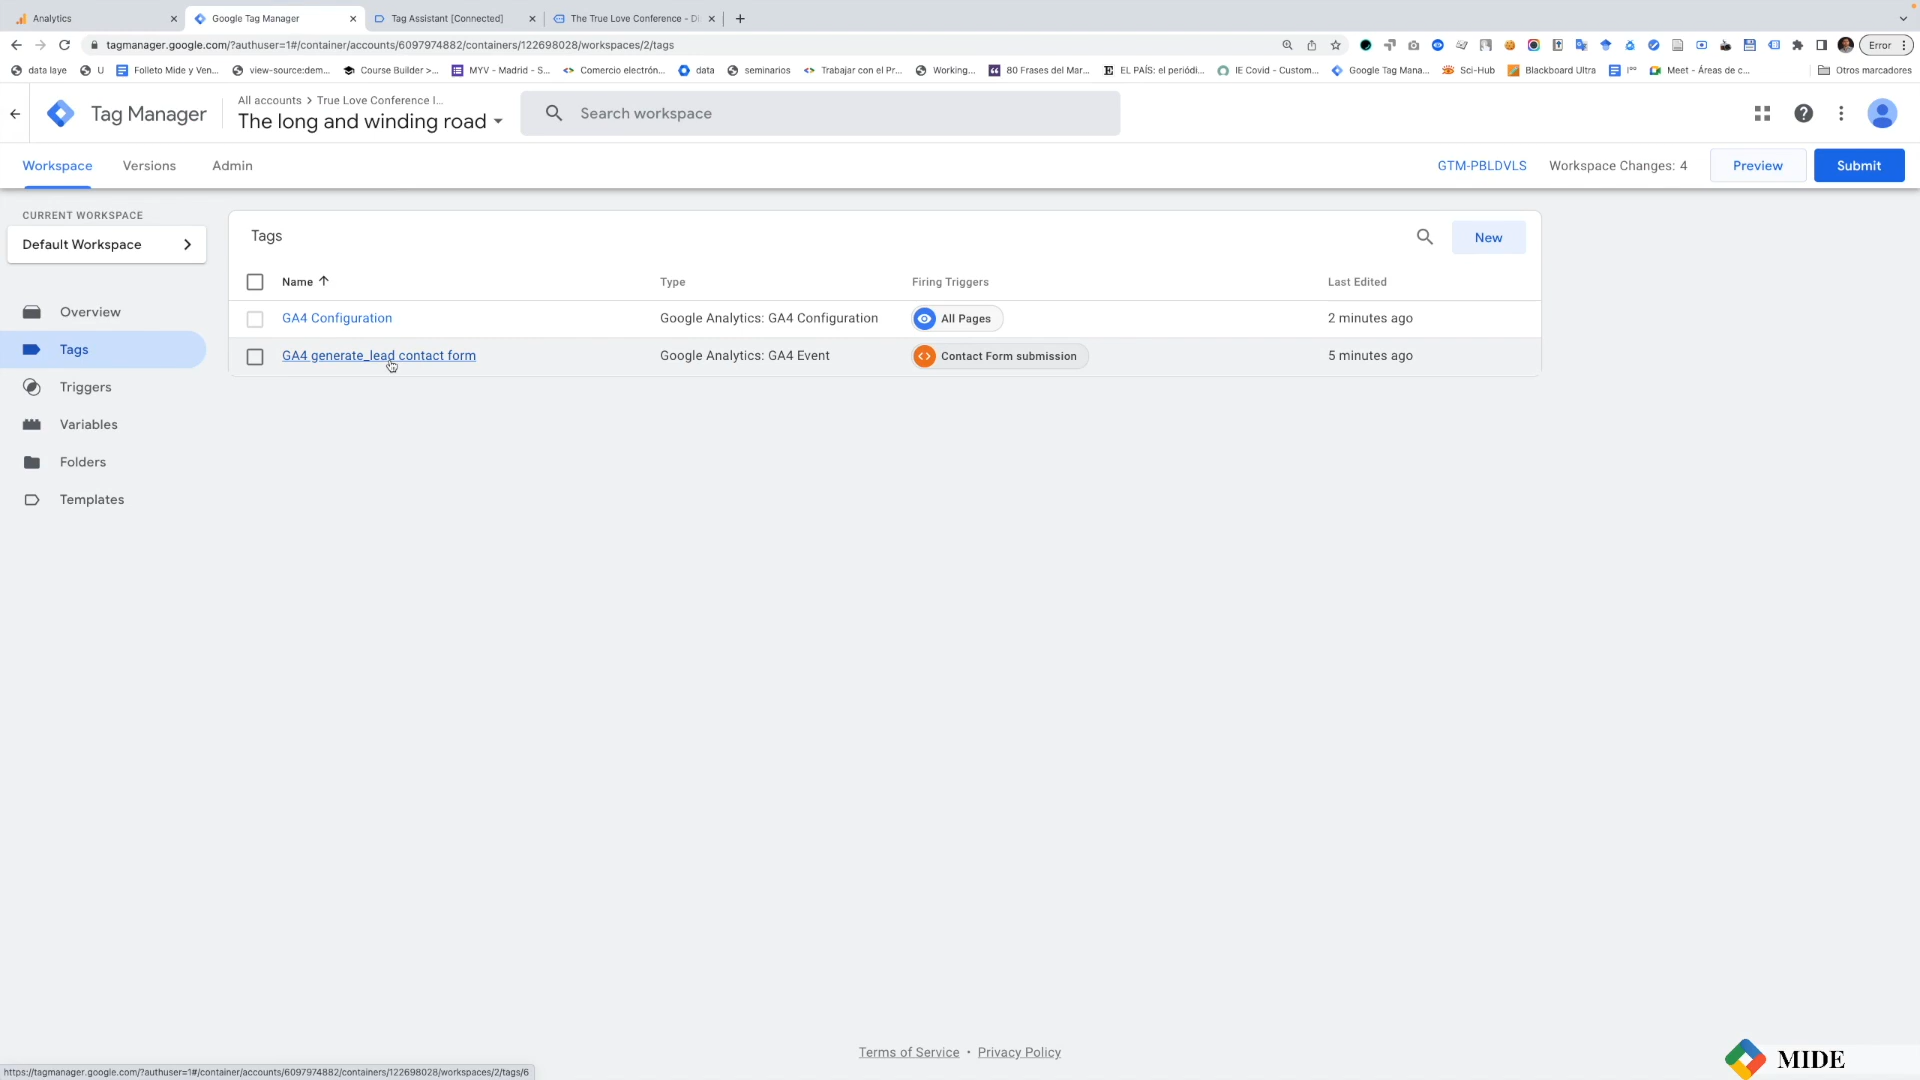 Analytics
Google Tag Manager
Tag Assistant [Connected]
The True Love Conference - Di
tagmanager.google.com/?authuser=1#/container/accounts/6097974882/containers/122698028/workspaces/2/tags
Error
data laye
U
Folleto Mide y Ven...
view-source:dem...
Course Builder >...
MYV - Madrid - S...
Comercio electrón...
data
seminarios
Trabajar con el Pr...
Working...
80 Frases del Mar...
EL PAÍS: el periódi...
IE Covid - Custom...
Google Tag Mana...
Sci-Hub
Blackboard Ultra
Meet - Áreas de c...
Otros marcadores
Tag Manager
All accounts > True Love Conference I...
The long and winding road
Search workspace
Workspace
Versions
Admin
GTM-PBLDVLS
Workspace Changes: 4
Preview
Submit
CURRENT WORKSPACE
Default Workspace
Overview
Tags
Triggers
Variables
Folders
Templates
Tags
New
Name
Type
Firing Triggers
Last Edited
GA4 Configuration
Google Analytics: GA4 Configuration
All Pages
2 minutes ago
GA4 generate_lead contact form
Google Analytics: GA4 Event
Contact Form submission
5 minutes ago
Terms of Service • Privacy Policy
https://tagmanager.google.com/?authuser=1#/container/accounts/6097974882/containers/122698028/workspaces/2/tags/6
MIDE